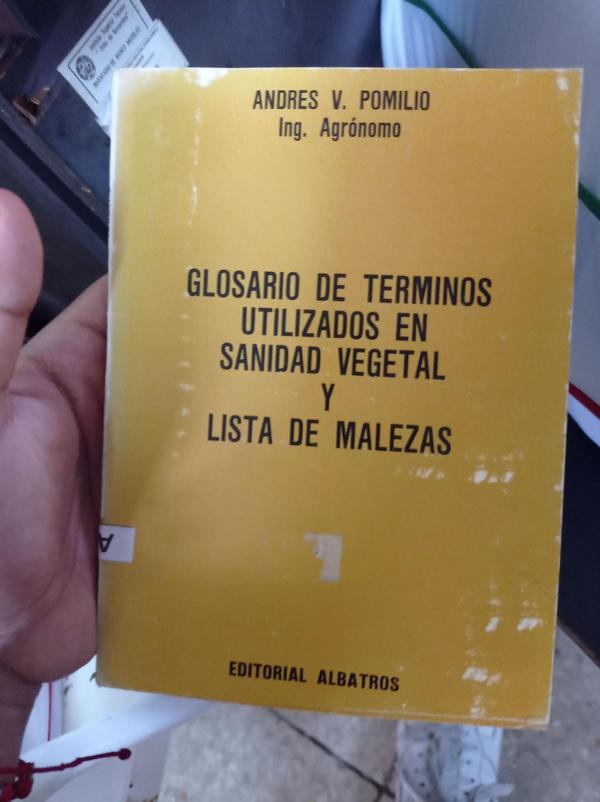 ANDRES V. POMILIO
Ing. Agrónomo
GLOSARIO DE TERMINOS
UTILIZADOS EN
SANIDAD VEGETAL
Y
LISTA DE MALEZAS
EDITORIAL ALBATROS
A